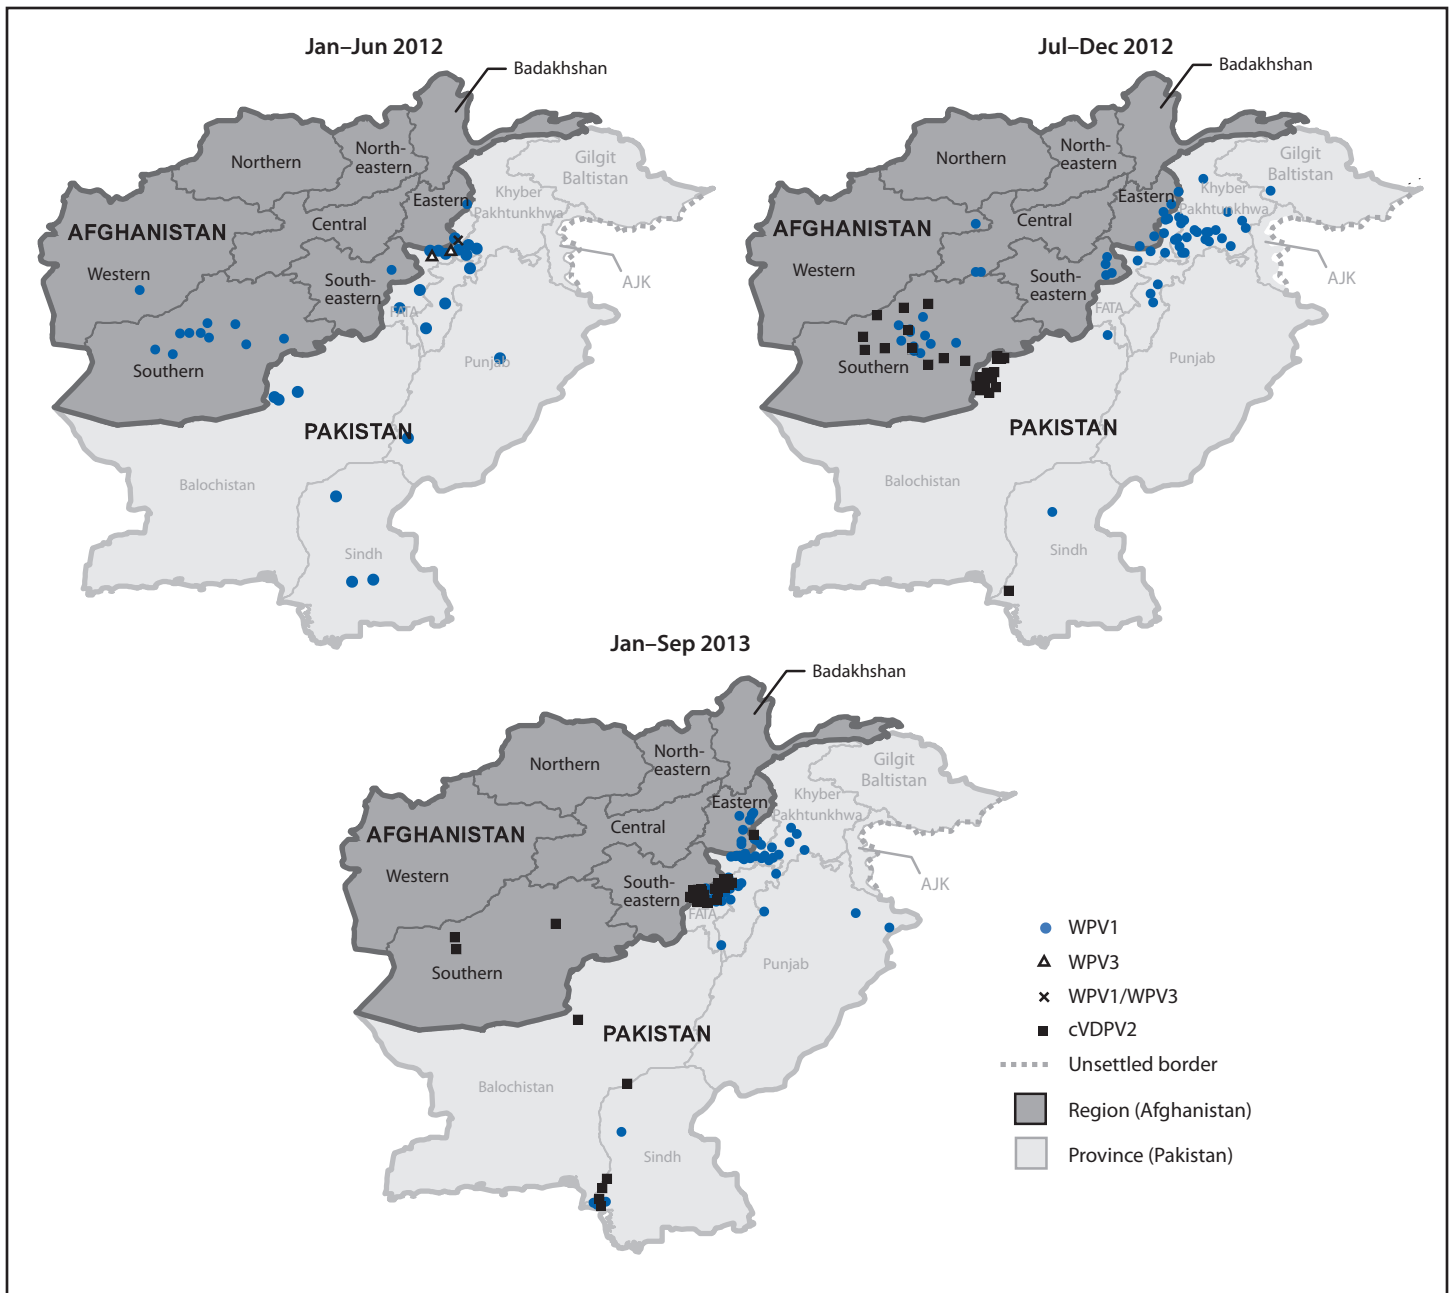 Jan–Jun 2012
Badakhshan
Northern
North-
eastern
Gilgit
Baltistan
Khyber
Pakhtunkhwa
Eastern
Central
AFGHANISTAN
Western
South-
eastern
AJK
FATA
Southern
Punjab
PAKISTAN
Balochistan
Sindh
Jul–Dec 2012
Badakhshan
Northern
North-
eastern
Gilgit
Baltistan
Khyber
Pakhtunkhwa
Eastern
Central
AFGHANISTAN
Western
South-
eastern
AJK
FATA
Southern
Punjab
PAKISTAN
Balochistan
Sindh
Jan–Sep 2013
Badakhshan
Northern
North-
eastern
Gilgit
Baltistan
Khyber
Pakhtunkhwa
Eastern
Central
AFGHANISTAN
Western
South-
eastern
AJK
FATA
Southern
Punjab
PAKISTAN
Balochistan
Sindh
WPV1
WPV3
WPV1/WPV3
cVDPV2
Unsettled border
Region (Afghanistan)
Province (Pakistan)